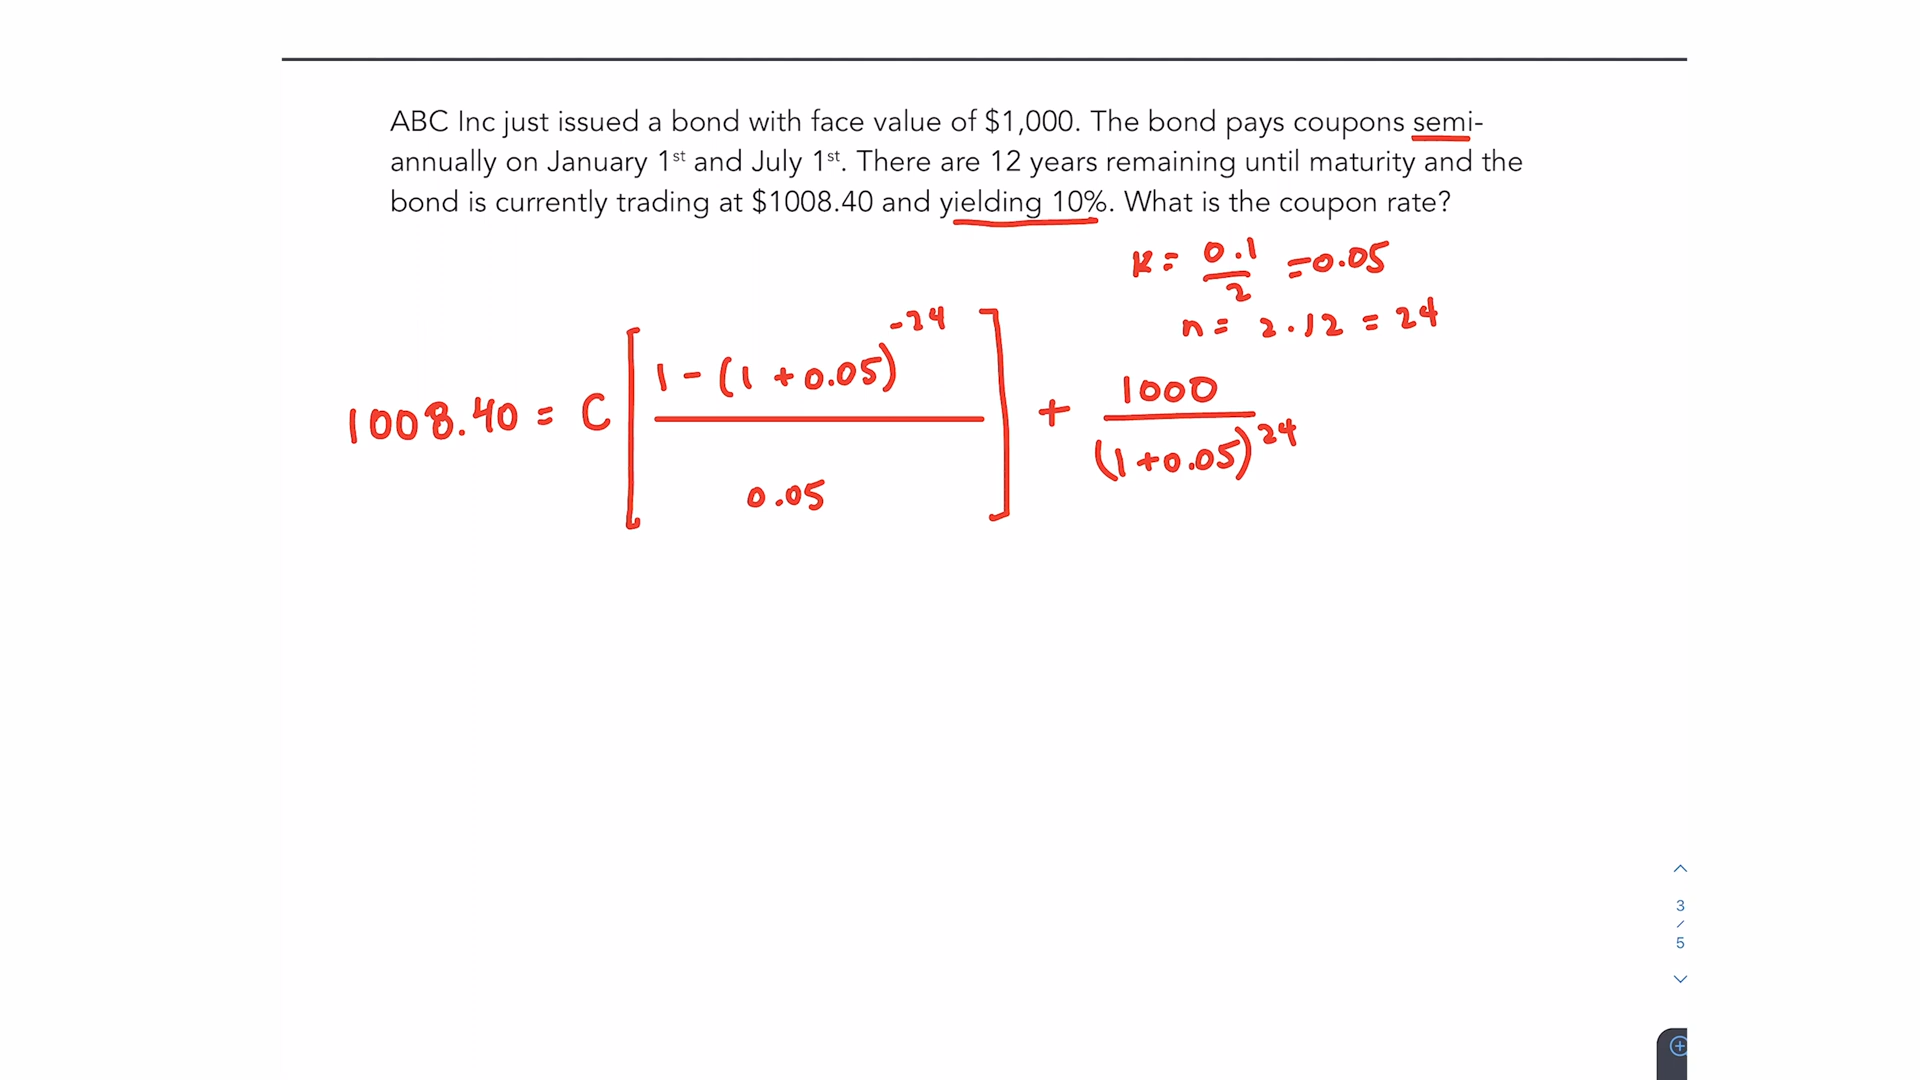 ABC Inc just issued a bond with face value of $1,000. The bond pays coupons semi-
annually on January 1st and July 1st. There are 12 years remaining until maturity and the
bond is currently trading at $1008.40 and yielding 10%. What is the coupon rate?
K = 0.1 / 2 = 0.05
n = 2 · 12 = 24
1008.40 = C [ 1 - (1 + 0.05)^-24 / 0.05 ] + 1000 / (1+0.05)^24
3
/
5